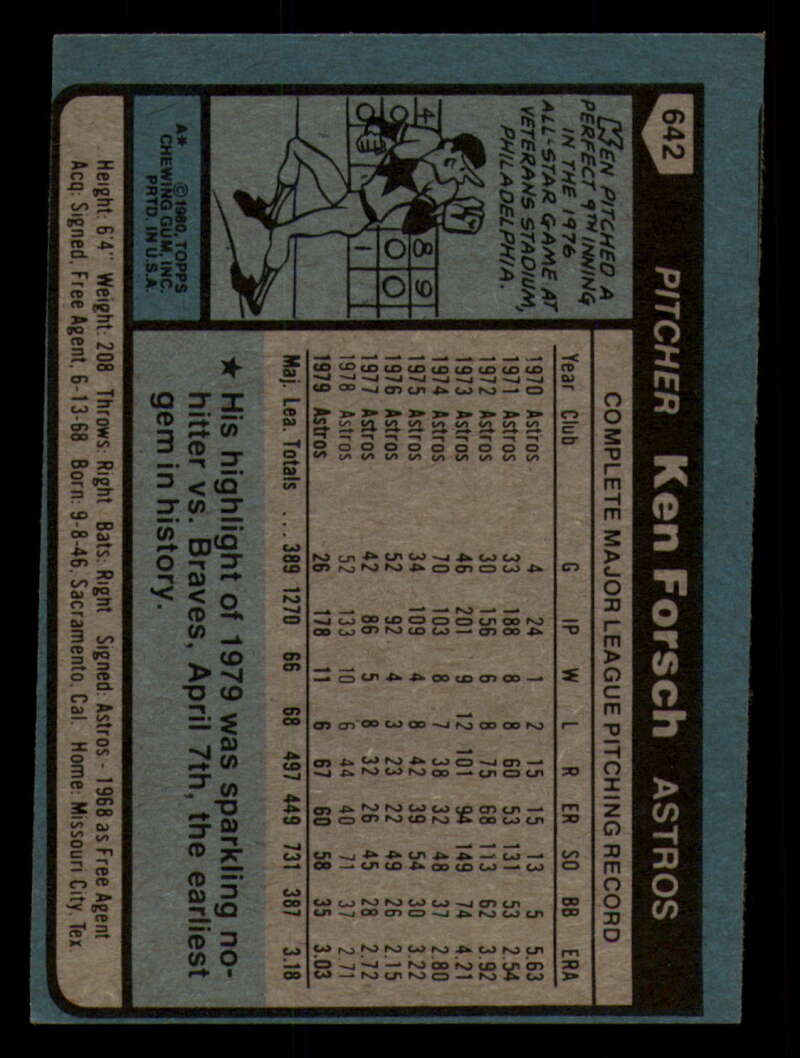 642
PITCHER Ken Forsch ASTROS
KEN PITCHED A
PERFECT 9TH INNING
IN THE 1976
ALL-STAR GAME AT
VETERANS STADIUM,
PHILADELPHIA.
4 8 9
0 0 0 0
0 1
COMPLETE MAJOR LEAGUE PITCHING RECORD
Year Club G IP W L R ER SO BB ERA
1970 Astros 4 24 1 2 15 15 13 5 5.63
1971 Astros 33 188 8 8 60 53 131 53 2.54
1972 Astros 30 156 6 8 75 68 113 62 3.92
1973 Astros 46 201 9 12 101 94 149 74 4.21
1974 Astros 70 103 8 7 38 32 48 37 2.80
1975 Astros 34 109 4 8 42 39 54 30 3.22
1976 Astros 52 92 4 3 23 22 49 26 2.15
1977 Astros 42 86 5 8 32 26 45 28 2.72
1978 Astros 52 133 10 6 44 40 71 37 2.71
1979 Astros 26 178 11 6 67 60 58 35 3.03
Maj. Lea. Totals ... 389 1270 66 68 497 449 731 387 3.18
★ His highlight of 1979 was sparkling no-
hitter vs. Braves, April 7th, the earliest
gem in history.
A* ©1980, TOPPS
CHEWING GUM, INC.
PRTD. IN U.S.A.
Height: 6'4" Weight: 208 Throws: Right Bats: Right Signed: Astros - 1968 as Free Agent
Acq: Signed, Free Agent, 6-13-68 Born: 9-8-46, Sacramento, Cal. Home: Missouri City, Tex.